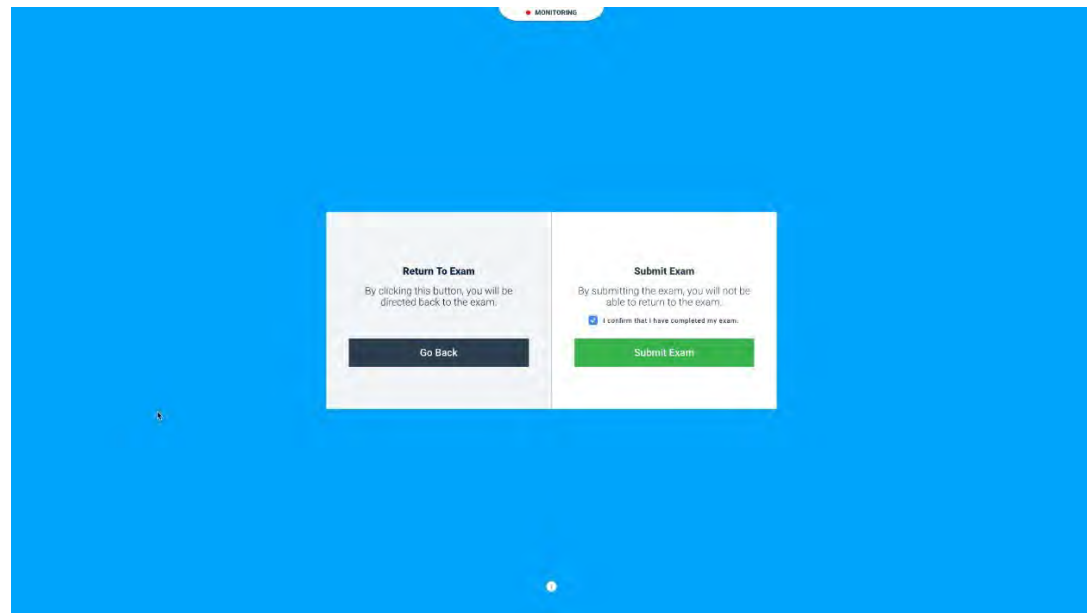 MONITORING
Return To Exam
By clicking this button, you will be
directed back to the exam.
Go Back
Submit Exam
By submitting the exam, you will not be
able to return to the exam.
I confirm that I have completed my exam.
Submit Exam